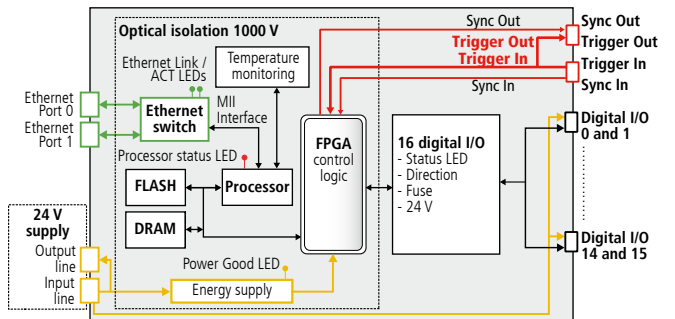 Optical isolation 1000 V
Sync Out
Sync Out
Trigger Out
Trigger Out
Trigger In
Trigger In
Sync In
Sync In
Ethernet Link /
ACT LEDs
Temperature
monitoring
Ethernet
Port 0
Ethernet
Port 1
Ethernet
switch
MII
Interface
Processor status LED
FLASH
Processor
DRAM
FPGA
control
logic
16 digital I/O
- Status LED
- Direction
- Fuse
- 24 V
Digital I/O
0 and 1
Digital I/O
14 and 15
24 V
supply
Output
line
Input
line
Power Good LED
Energy supply